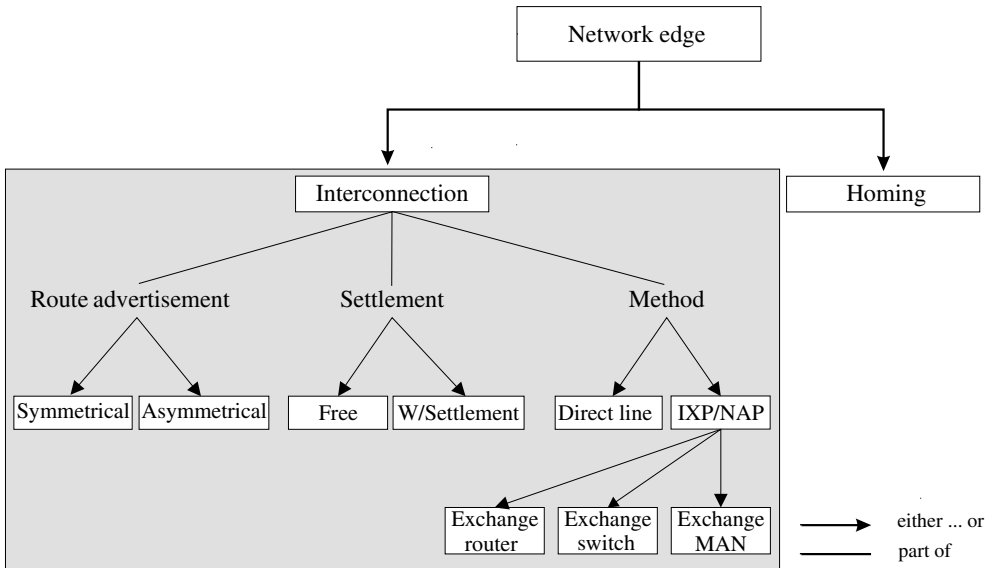 Network edge
Interconnection
Homing
Route advertisement
Settlement
Method
Symmetrical
Asymmetrical
Free
W/Settlement
Direct line
IXP/NAP
Exchange
router
Exchange
switch
Exchange
MAN
either ... or
part of